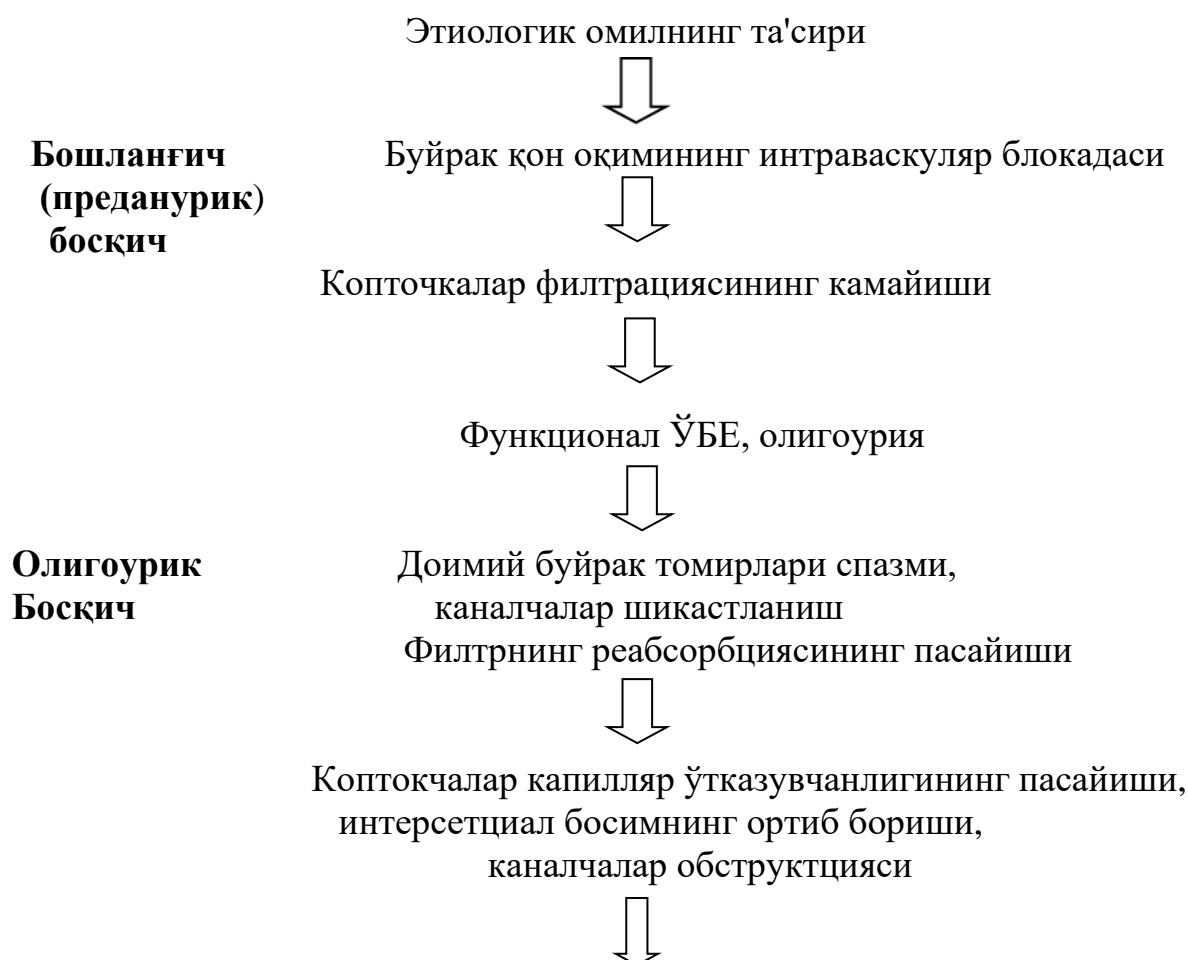 Этиологик омилнинг та'сири
Бошланғич
(преданурик)
босқич
Буйрак қон оқимининг интраваскуляр блокадаси
Копточкалар филтрациясининг камайиши
Функционал ЎБЕ, олигоурия
Олигоурик
Босқич
Доимий буйрак томирлари спазми,
каналчалар шикастланиш
Филтрнинг реабсорбциясининг пасайиши
Коптокчалар капилляр ўтказувчанлигининг пасайиши,
интерсетциал босимнинг ортиб бориши,
каналчалар обструктцияси